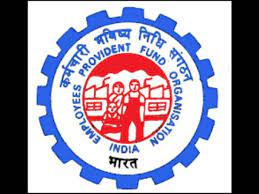 कर्मचारी भविष्य निधि संगठन
EMPLOYEES PROVIDENT FUND ORGANISATION
INDIA
भारत